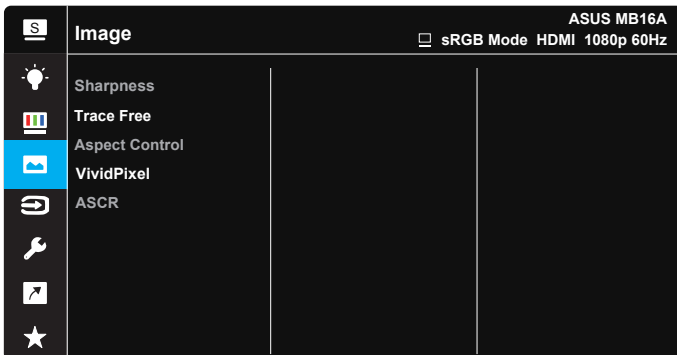 S
Image
ASUS MB16A
sRGB Mode HDMI 1080p 60Hz
Sharpness
Trace Free
Aspect Control
VividPixel
ASCR